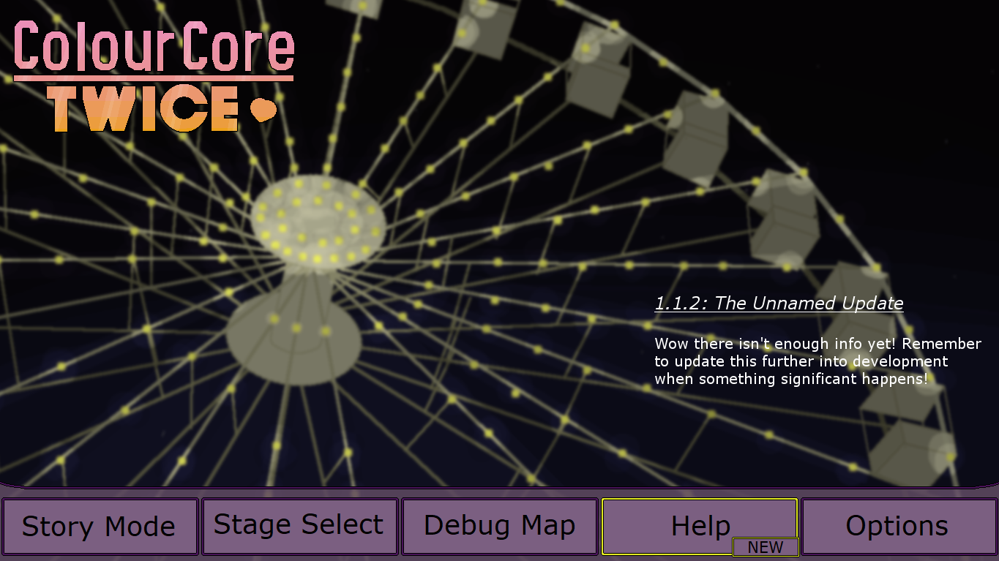 ColourCore
TWICE
1.1.2: The Unnamed Update
Wow there isn't enough info yet! Remember
to update this further into development
when something significant happens!
Story Mode
Stage Select
Debug Map
Help
NEW
Options